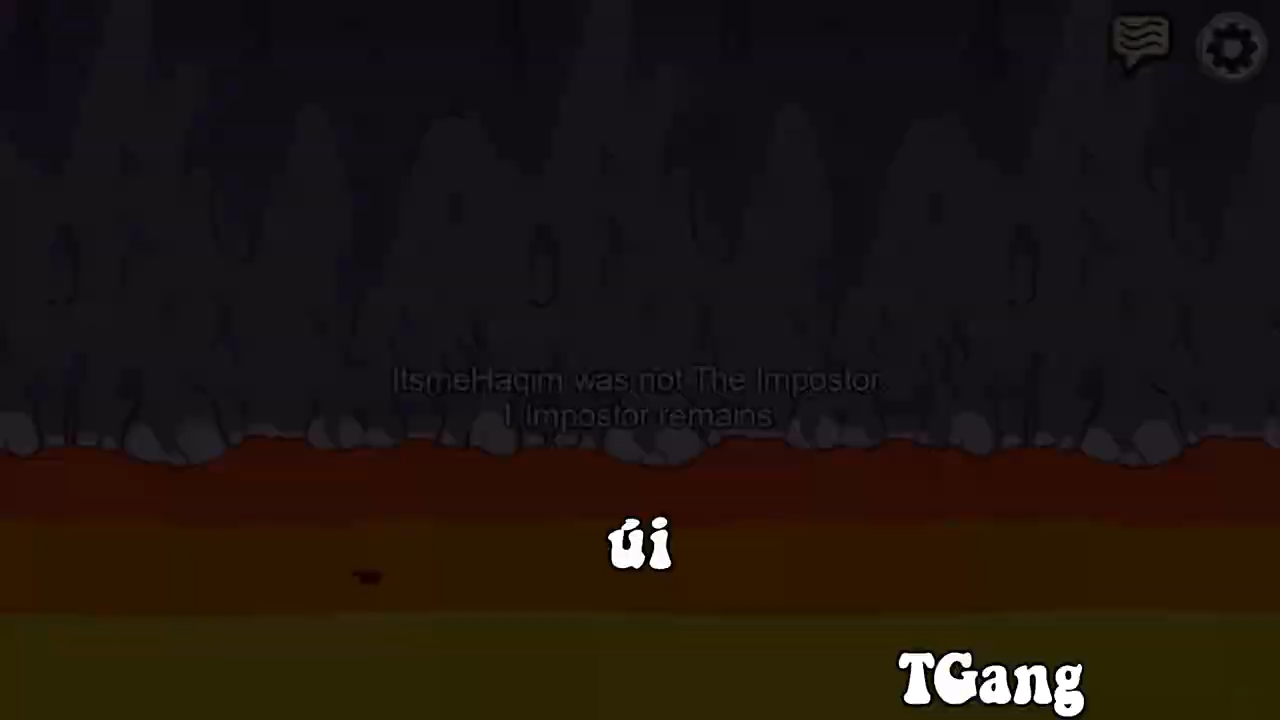 ItsmeHaqim was not The Impostor.
1 Impostor remains
úi
TGang